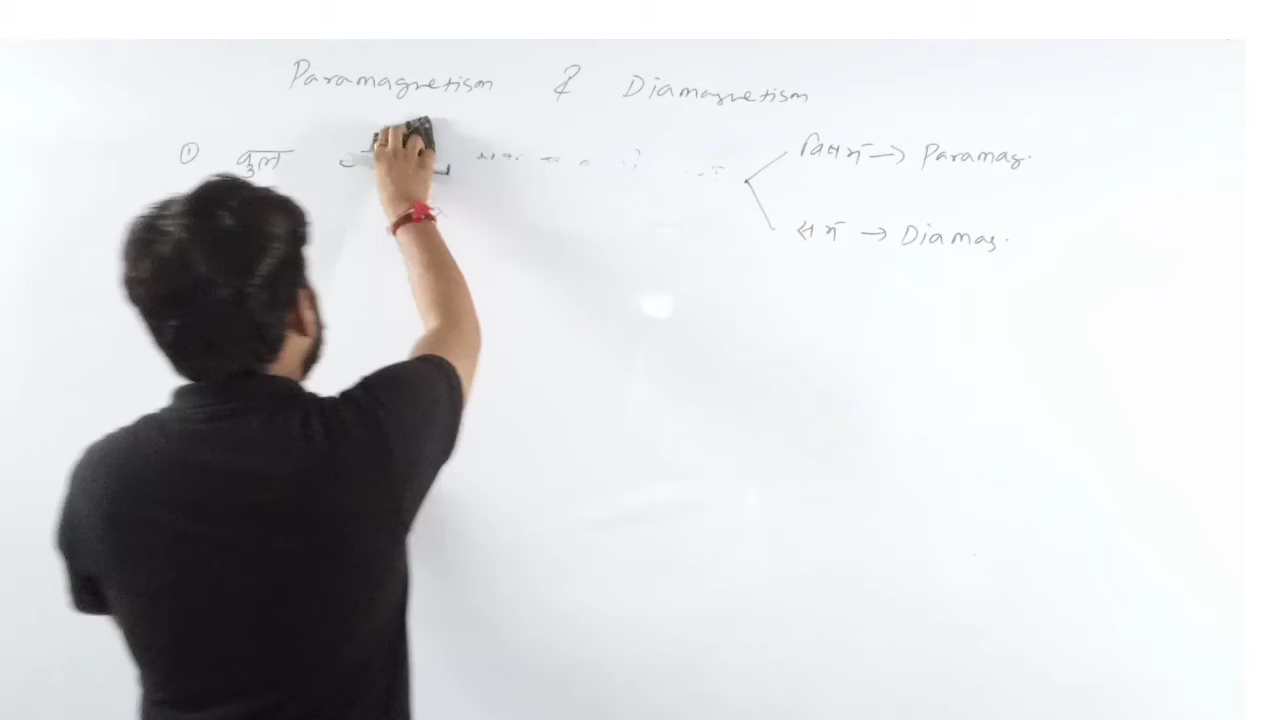 Paramagnetism & Diamagnetism
① कुल
विषम → Paramag.
सम → Diamag.